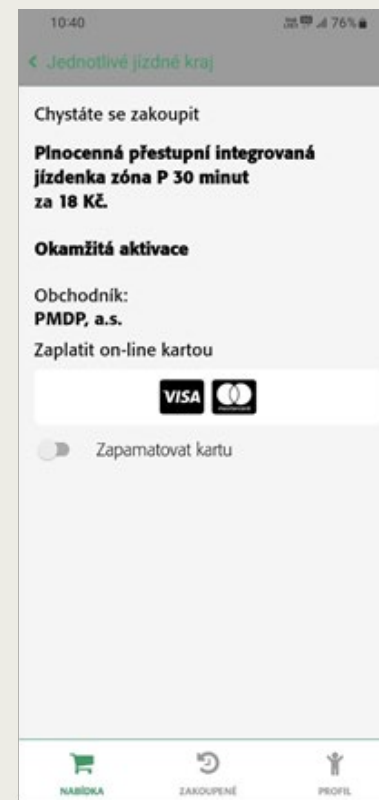 10:40
76%
< Jednotlivé jízdné kraj
Chystáte se zakoupit
Plnocenná přestupní integrovaná
jízdenka zóna P 30 minut
za 18 Kč.
Okamžitá aktivace
Obchodník:
PMDP, a.s.
Zaplatit on-line kartou
VISA mastercard
Zapamatovat kartu
NABÍDKA ZAKOUPENÉ PROFIL